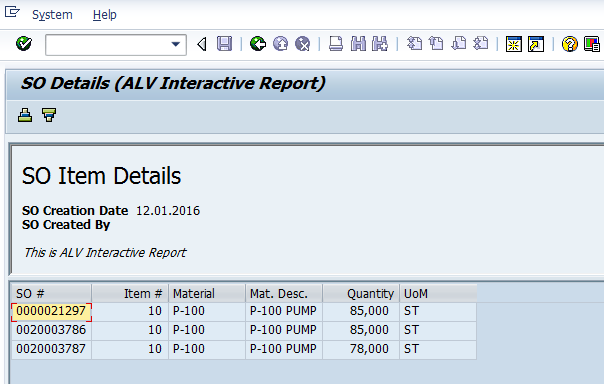 System Help
SO Details (ALV Interactive Report)
SO Item Details
SO Creation Date 12.01.2016
SO Created By
This is ALV Interactive Report
SO # Item # Material Mat. Desc. Quantity UoM
0000021297 10 P-100 P-100 PUMP 85,000 ST
0020003786 10 P-100 P-100 PUMP 85,000 ST
0020003787 10 P-100 P-100 PUMP 78,000 ST